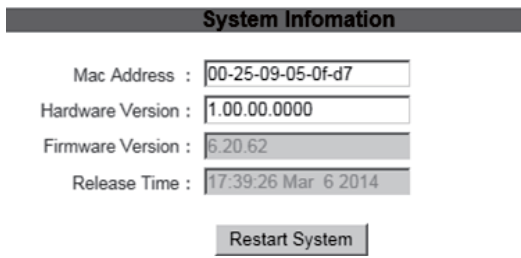 System Infomation
Mac Address : 00-25-09-05-0f-d7
Hardware Version : 1.00.00.0000
Firmware Version : 6.20.62
Release Time : 17:39:26 Mar 6 2014
Restart System